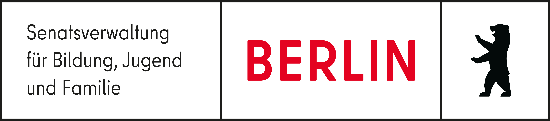 Senatsverwaltung
für Bildung, Jugend
und Familie
BERLIN